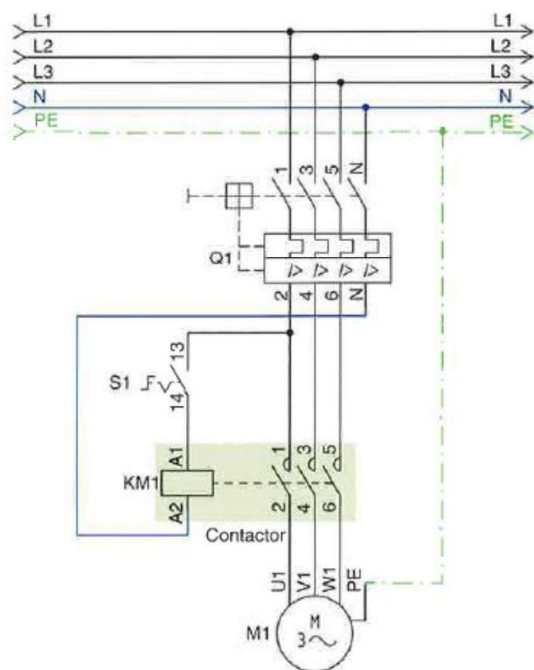 L1 L1
L2 L2
L3 L3
N N
PE PE
1 3 5 N
Q1
2 4 6 N
13
S1
14
A1 1 3 5
KM1
A2 2 4 6
Contactor
U1 V1 W1 PE
M1
M
3~